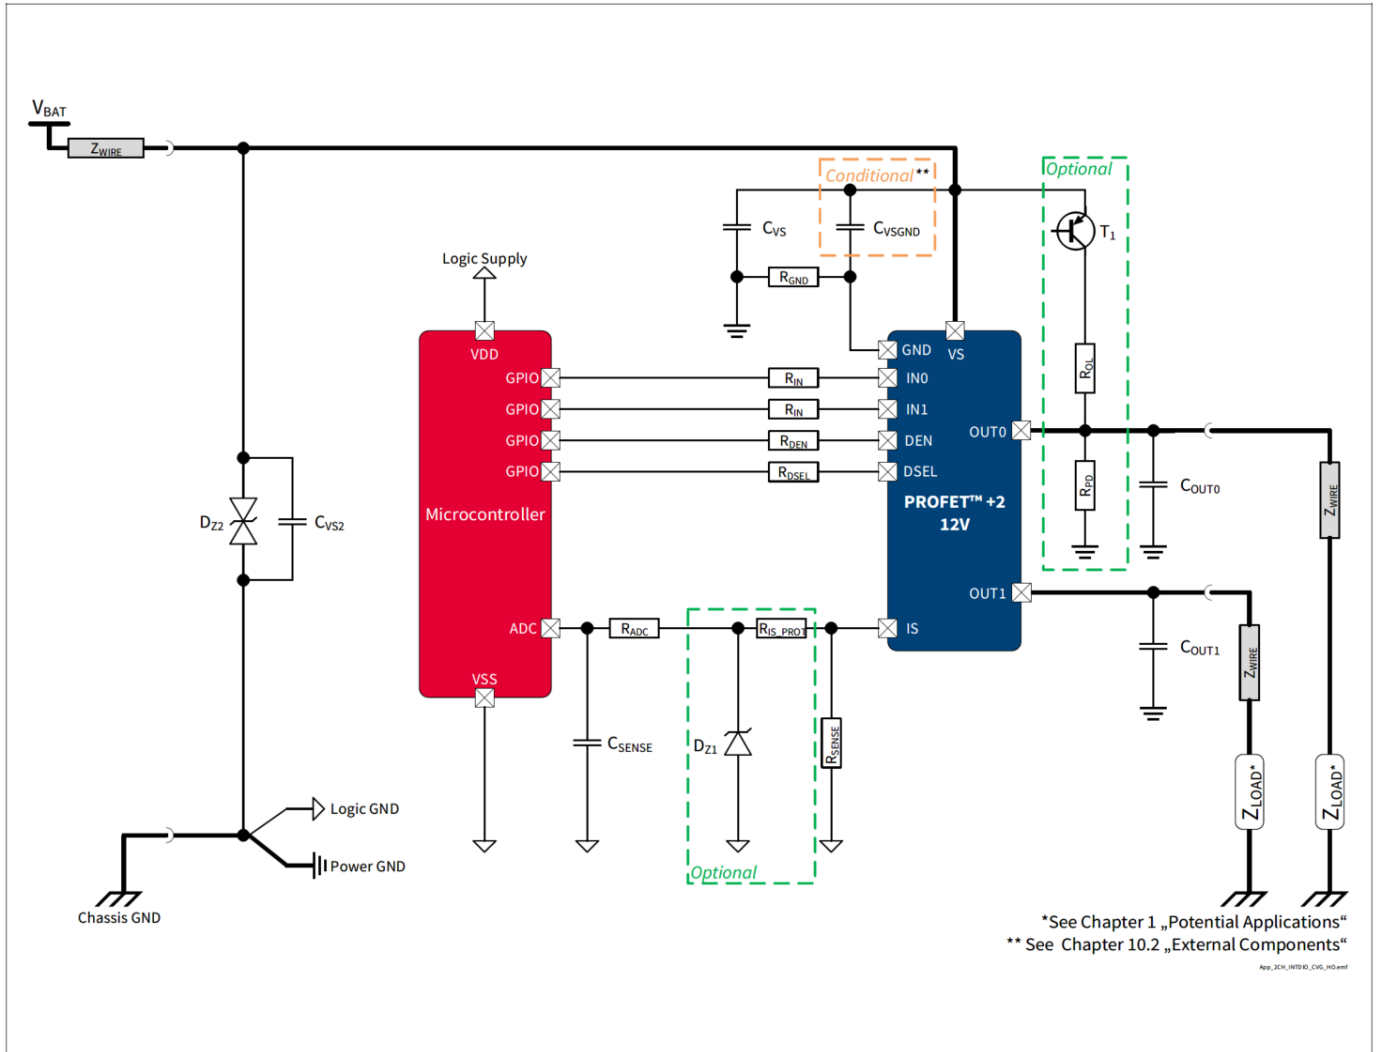 VBAT
ZWIRE
Conditional**
Optional
CVS
CVSGND
T1
Logic Supply
RGND
VDD
GND
VS
GPIO
RIN
IN0
ROL
GPIO
RIN
IN1
GPIO
RDEN
DEN
OUT0
GPIO
RDSEL
DSEL
RPD
COUT0
ZWIRE
PROFET™ +2
12V
Microcontroller
DZ2
CVS2
OUT1
ADC
RADC
RIS_PROT
IS
COUT1
ZWIRE
VSS
CSENSE
DZ1
RSENSE
ZLOAD*
ZLOAD*
Logic GND
Power GND
Optional
Chassis GND
*See Chapter 1 „Potential Applications“
** See Chapter 10.2 „External Components“
App_2CH_INTDIO_CVG_HO.emf